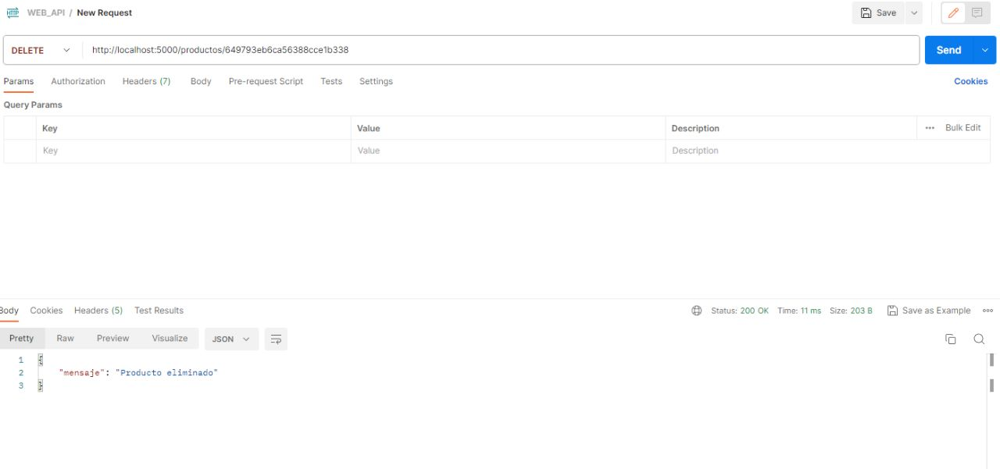 HTTP WEB_API / New Request Save
DELETE http://localhost:5000/productos/649793eb6ca56388cce1b338 Send
Params Authorization Headers (7) Body Pre-request Script Tests Settings Cookies
Query Params
Key Value Description ••• Bulk Edit
Key Value Description
Body Cookies Headers (5) Test Results Status: 200 OK Time: 11 ms Size: 203 B Save as Example
Pretty Raw Preview Visualize JSON
1 {
2 "mensaje": "Producto eliminado"
3 }